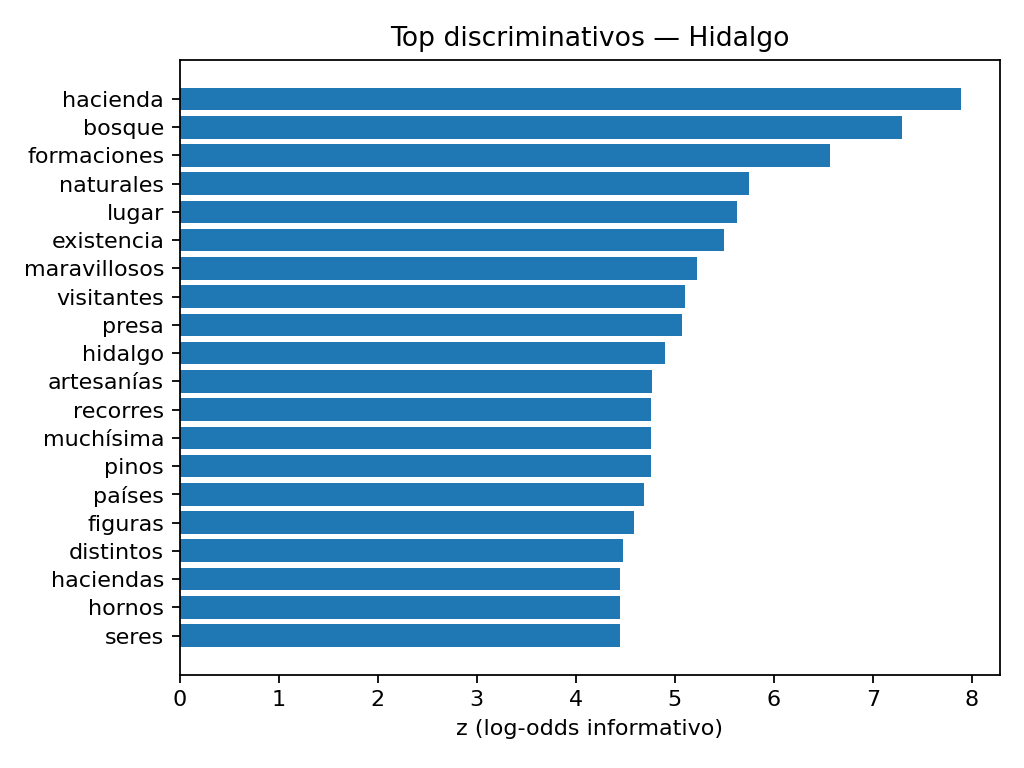 Top discriminativos — Hidalgo
hacienda
bosque
formaciones
naturales
lugar
existencia
maravillosos
visitantes
presa
hidalgo
artesanías
recorres
muchísima
pinos
países
figuras
distintos
haciendas
hornos
seres
0 1 2 3 4 5 6 7 8
z (log-odds informativo)